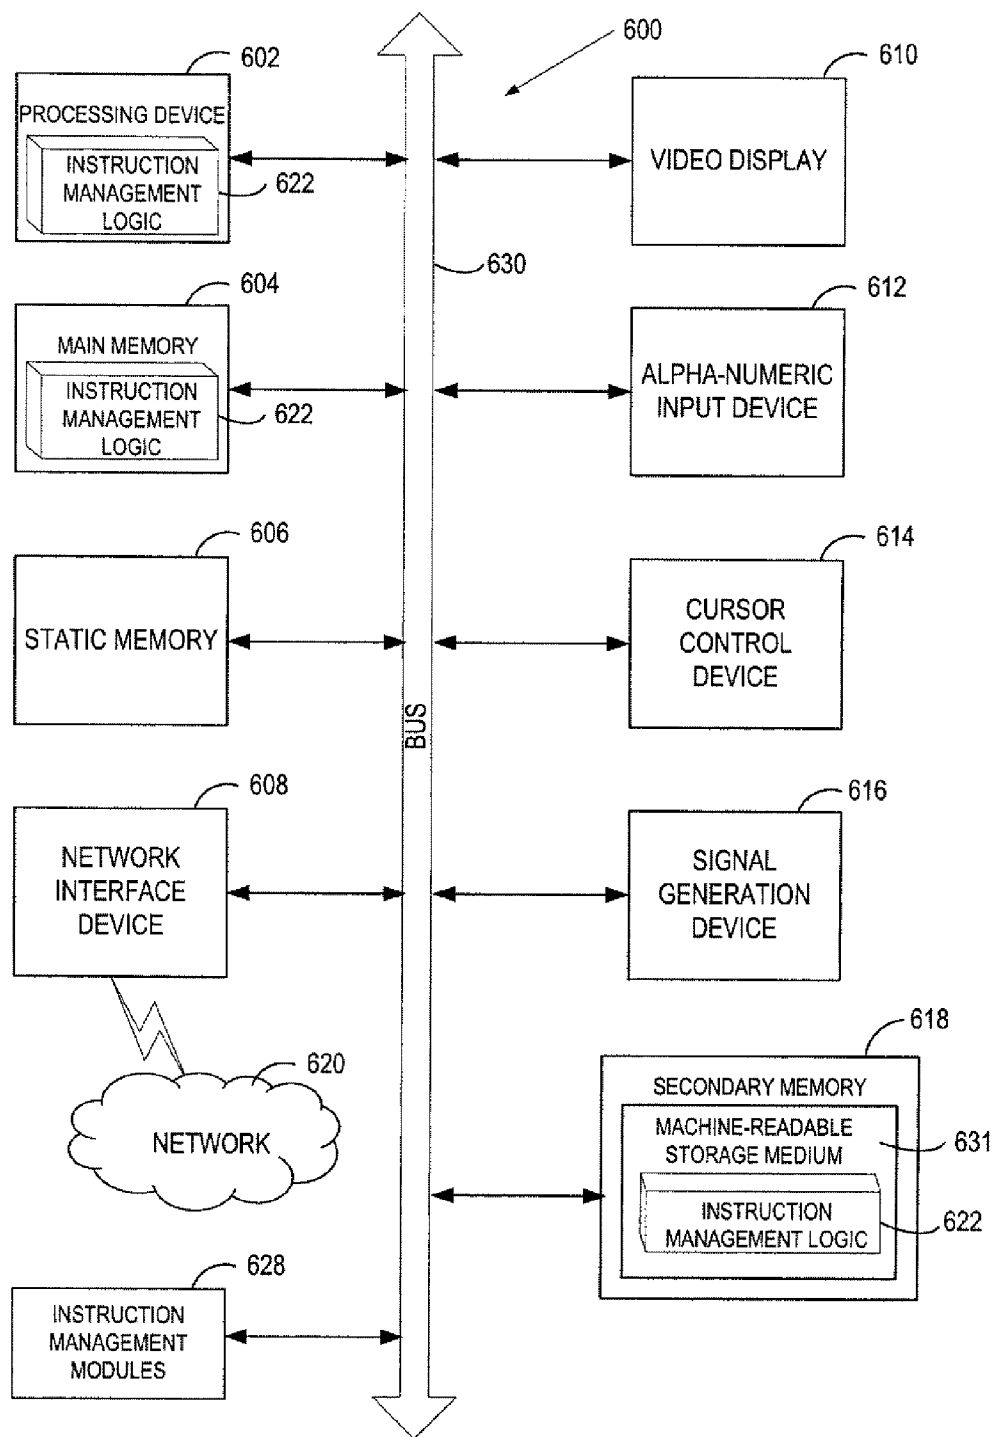 600
602
PROCESSING DEVICE
INSTRUCTION
MANAGEMENT
LOGIC
622
604
MAIN MEMORY
INSTRUCTION
MANAGEMENT
LOGIC
622
606
STATIC MEMORY
608
NETWORK
INTERFACE
DEVICE
620
NETWORK
628
INSTRUCTION
MANAGEMENT
MODULES
630
BUS
610
VIDEO DISPLAY
612
ALPHA-NUMERIC
INPUT DEVICE
614
CURSOR
CONTROL
DEVICE
616
SIGNAL
GENERATION
DEVICE
618
SECONDARY MEMORY
MACHINE-READABLE
STORAGE MEDIUM
631
INSTRUCTION
MANAGEMENT LOGIC
622